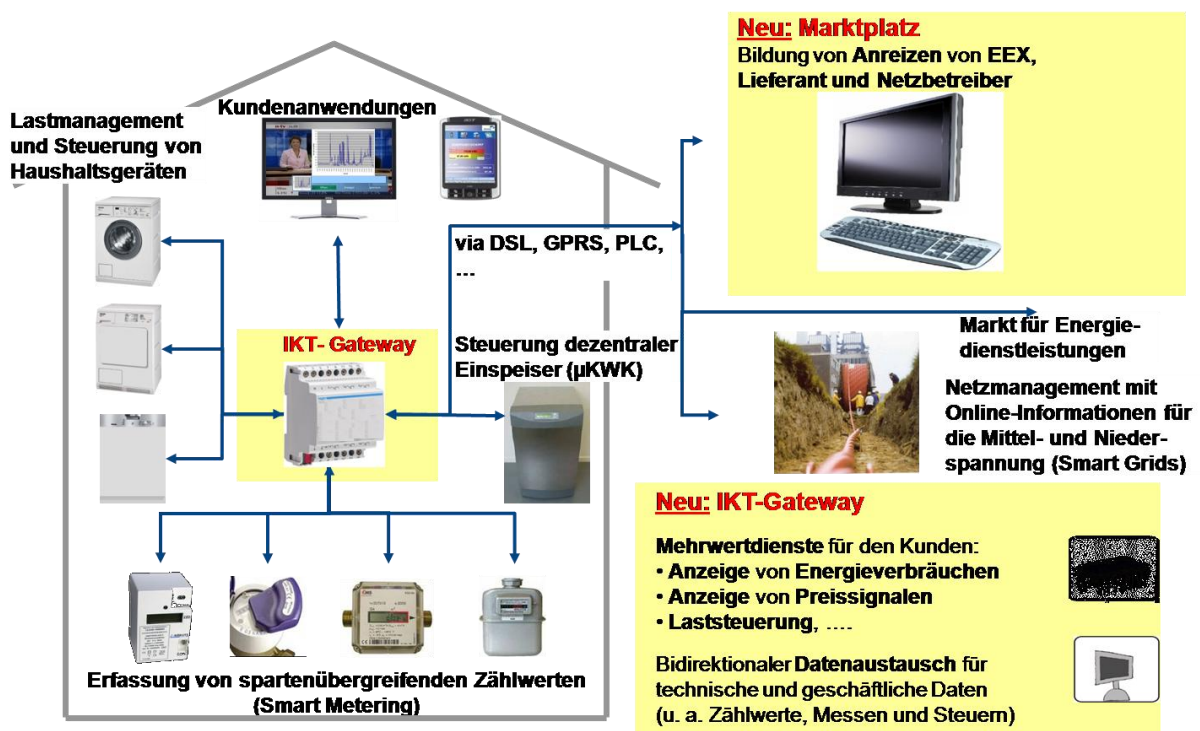 Neu: Marktplatz
Bildung von Anreizen von EEX,
Lieferant und Netzbetreiber
Kundenanwendungen
Lastmanagement
und Steuerung von
Haushaltsgeräten
via DSL, GPRS, PLC,
...
IKT- Gateway
Steuerung dezentraler
Einspeiser (µKWK)
Markt für Energie-
dienstleistungen
Netzmanagement mit
Online-Informationen für
die Mittel- und Nieder-
spannung (Smart Grids)
Erfassung von spartenübergreifenden Zählwerten
(Smart Metering)
Neu: IKT-Gateway
Mehrwertdienste für den Kunden:
• Anzeige von Energieverbräuchen
• Anzeige von Preissignalen
• Laststeuerung, ....
Bidirektionaler Datenaustausch für
technische und geschäftliche Daten
(u. a. Zählwerte, Messen und Steuern)